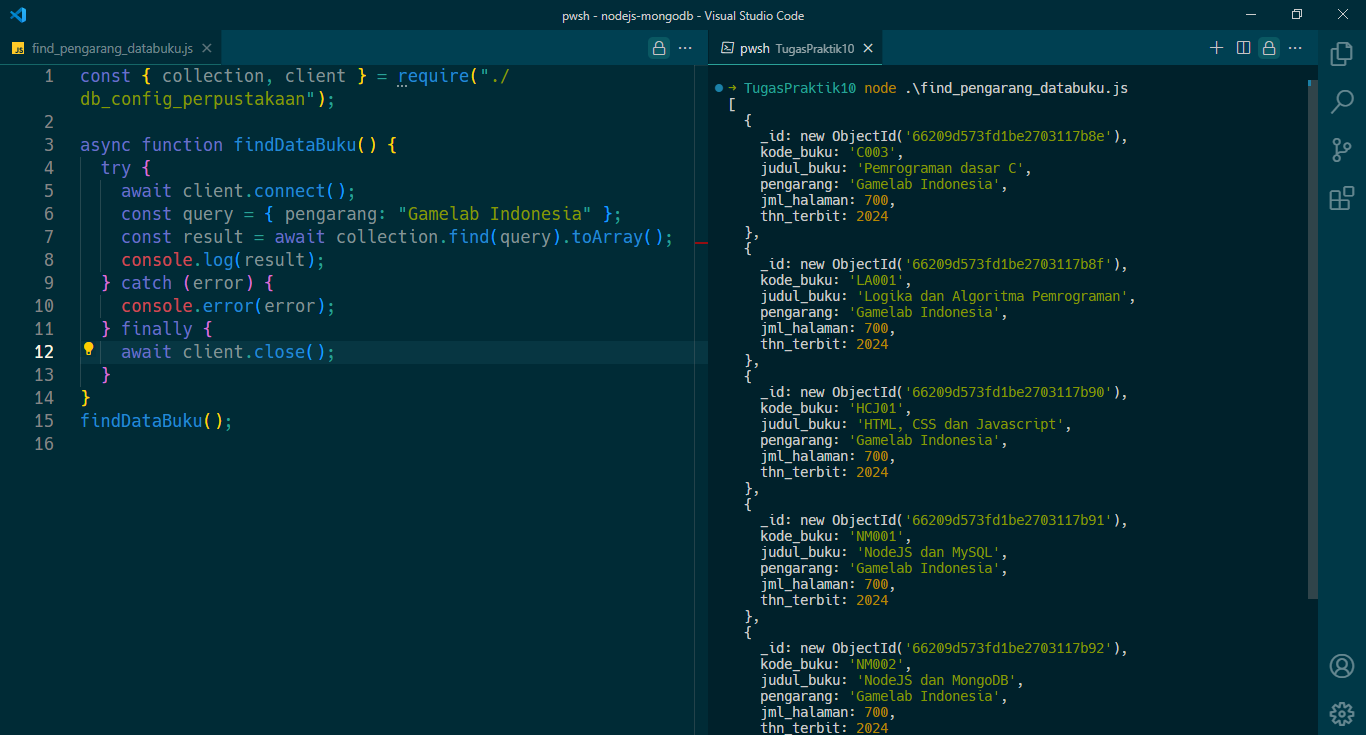 pwsh - nodejs-mongodb - Visual Studio Code
JS find_pengarang_databuku.js
pwsh TugasPraktik10
1 const { collection, client } = require("./
db_config_perpustakaan");
2
3 async function findDataBuku() {
4 try {
5 await client.connect();
6 const query = { pengarang: "Gamelab Indonesia" };
7 const result = await collection.find(query).toArray();
8 console.log(result);
9 } catch (error) {
10 console.error(error);
11 } finally {
12 await client.close();
13 }
14 }
15 findDataBuku();
16
→ TugasPraktik10 node .\find_pengarang_databuku.js
[
{
_id: new ObjectId('66209d573fd1be2703117b8e'),
kode_buku: 'C003',
judul_buku: 'Pemrograman dasar C',
pengarang: 'Gamelab Indonesia',
jml_halaman: 700,
thn_terbit: 2024
},
{
_id: new ObjectId('66209d573fd1be2703117b8f'),
kode_buku: 'LA001',
judul_buku: 'Logika dan Algoritma Pemrograman',
pengarang: 'Gamelab Indonesia',
jml_halaman: 700,
thn_terbit: 2024
},
{
_id: new ObjectId('66209d573fd1be2703117b90'),
kode_buku: 'HCJ01',
judul_buku: 'HTML, CSS dan Javascript',
pengarang: 'Gamelab Indonesia',
jml_halaman: 700,
thn_terbit: 2024
},
{
_id: new ObjectId('66209d573fd1be2703117b91'),
kode_buku: 'NM001',
judul_buku: 'NodeJS dan MySQL',
pengarang: 'Gamelab Indonesia',
jml_halaman: 700,
thn_terbit: 2024
},
{
_id: new ObjectId('66209d573fd1be2703117b92'),
kode_buku: 'NM002',
judul_buku: 'NodeJS dan MongoDB',
pengarang: 'Gamelab Indonesia',
jml_halaman: 700,
thn_terbit: 2024